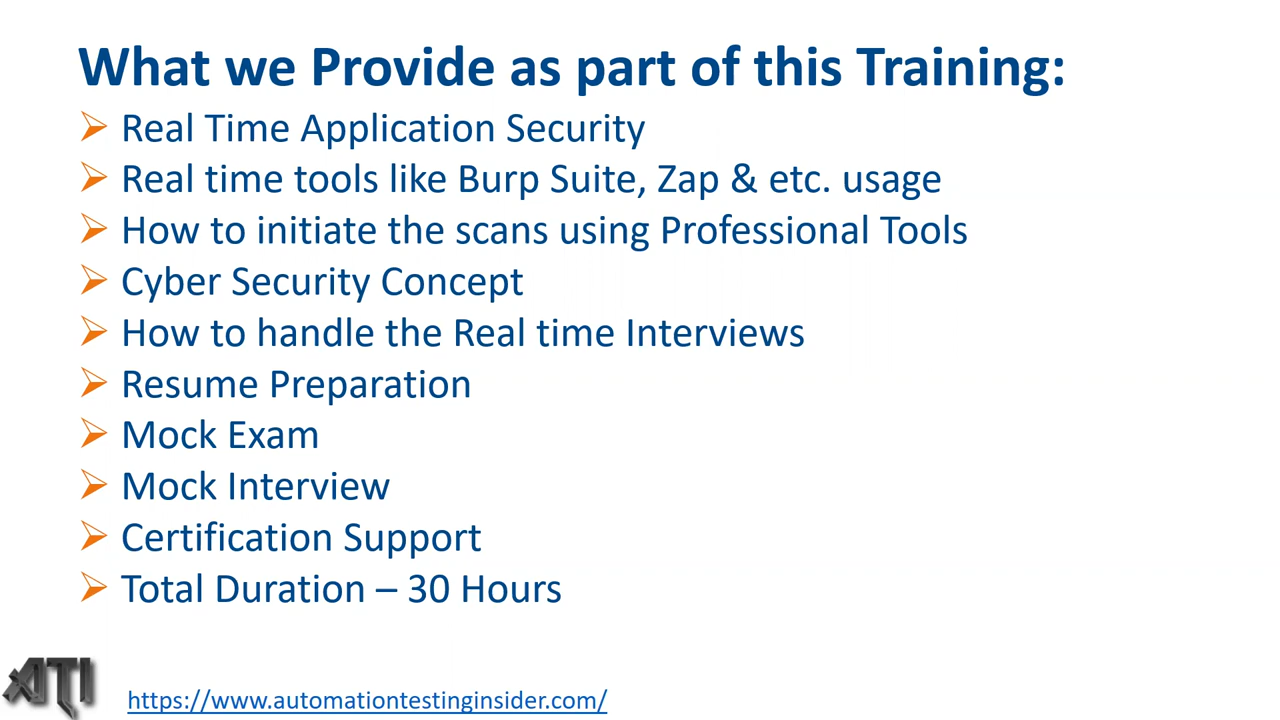 What we Provide as part of this Training:
Real Time Application Security
Real time tools like Burp Suite, Zap & etc. usage
How to initiate the scans using Professional Tools
Cyber Security Concept
How to handle the Real time Interviews
Resume Preparation
Mock Exam
Mock Interview
Certification Support
Total Duration – 30 Hours
ATI
https://www.automationtestinginsider.com/